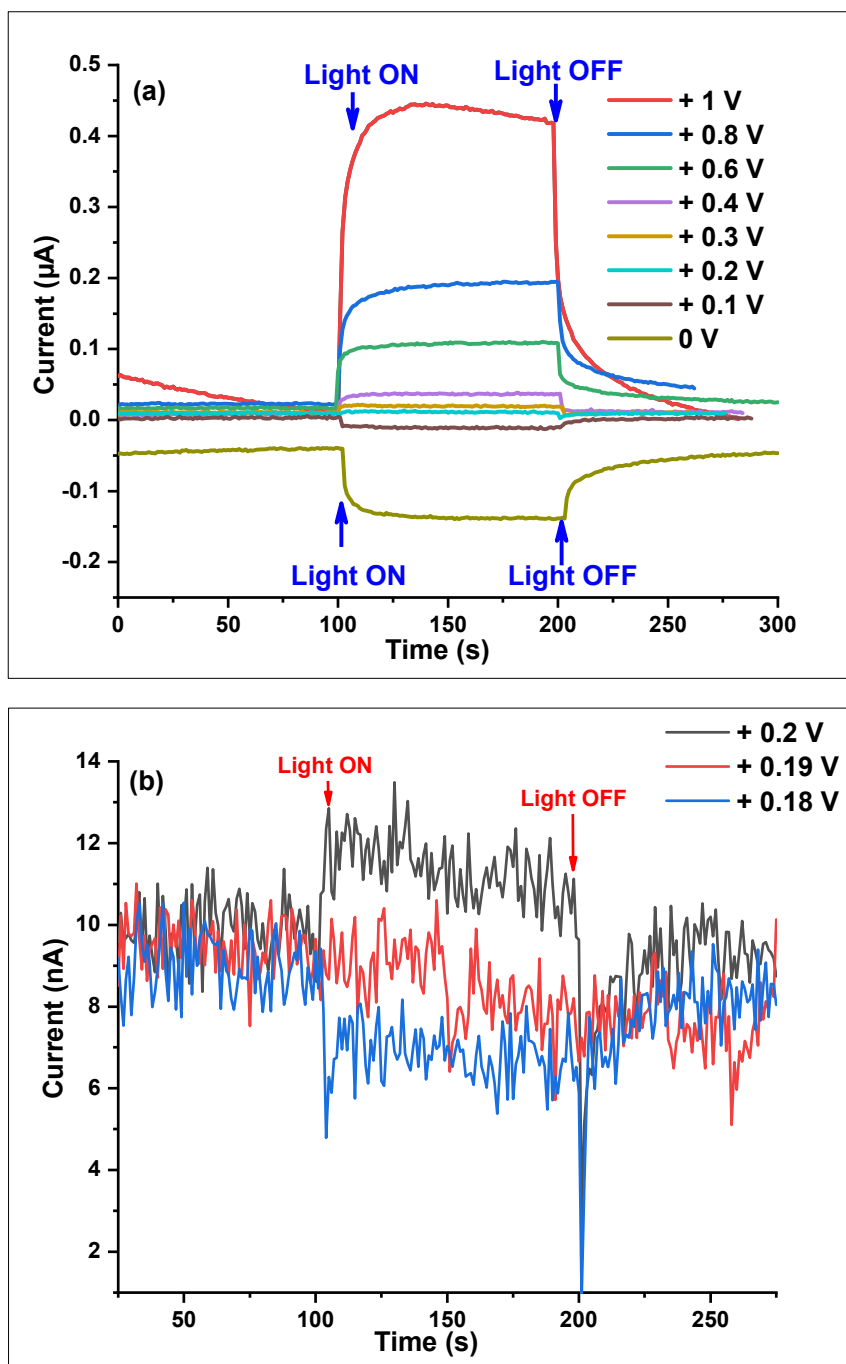 (a)
Light ON
Light OFF
+ 1 V
+ 0.8 V
+ 0.6 V
+ 0.4 V
+ 0.3 V
+ 0.2 V
+ 0.1 V
0 V
0.5
0.4
0.3
0.2
0.1
0.0
-0.1
-0.2
Current (µA)
Light ON
Light OFF
0
50
100
150
200
250
300
Time (s)
(b)
+ 0.2 V
+ 0.19 V
+ 0.18 V
Light ON
Light OFF
14
12
10
8
6
4
2
Current (nA)
50
100
150
200
250
Time (s)